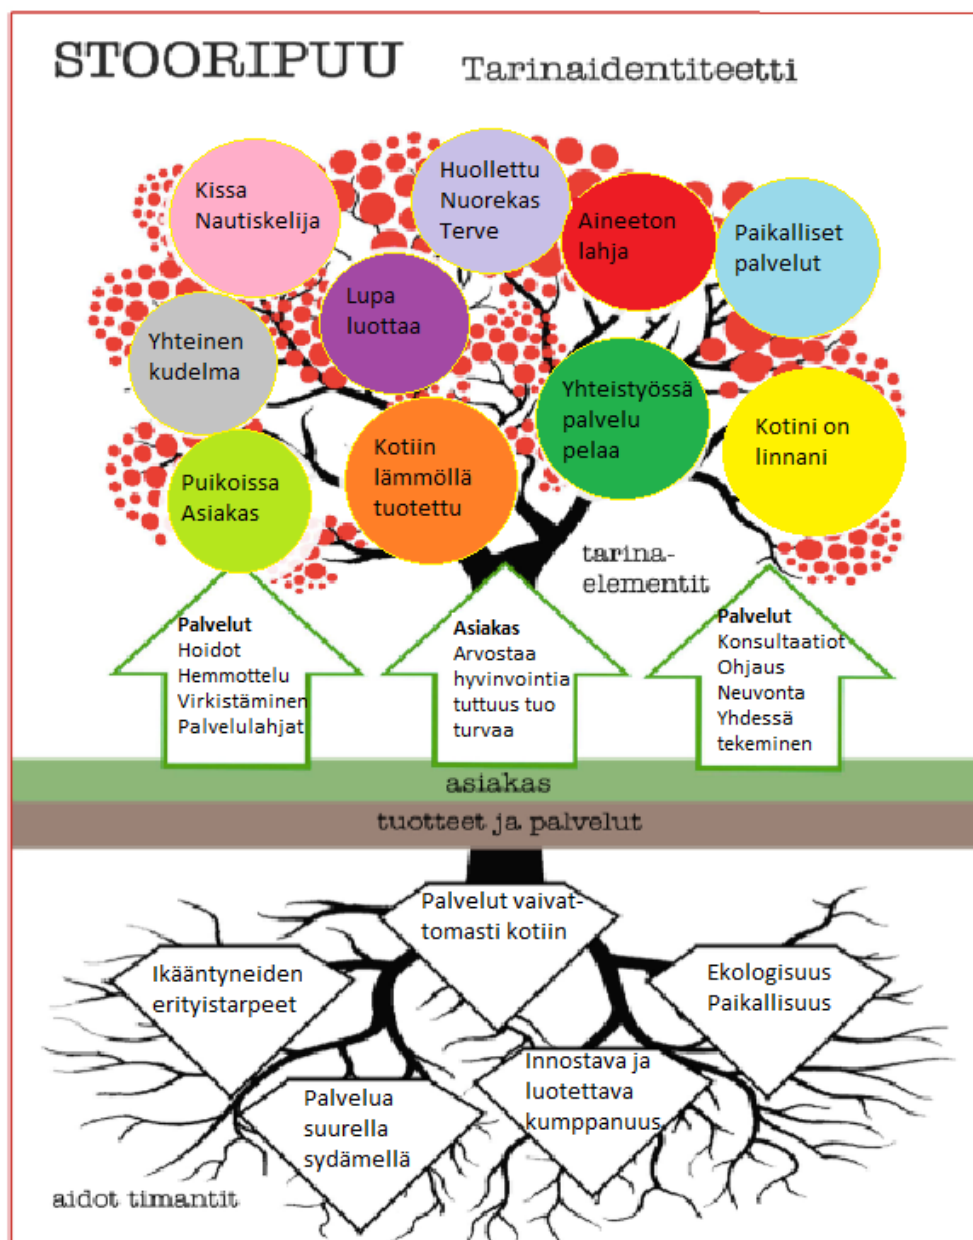 STOORIPUU
Tarinaidentiteetti
Kissa
Nautiskelija
Huollettu
Nuorekas
Terve
Aineeton
lahja
Paikalliset
palvelut
Lupa
luottaa
Yhteinen
kudelma
Yhteistyössä
palvelu
pelaa
Kotini on
linnani
Kotiin
lämmöllä
tuotettu
Puikoissa
Asiakas
tarina-
elementit
Palvelut
Hoidot
Hemmottelu
Virkistäminen
Palvelulahjat
Asiakas
Arvostaa
hyvinvointia
tuttuus tuo
turvaa
Palvelut
Konsultaatiot
Ohjaus
Neuvonta
Yhdessä
tekeminen
asiakas
tuotteet ja palvelut
Palvelut vaivat-
tomasti kotiin
Ikääntyneiden
erityistarpeet
Ekologisuus
Paikallisuus
Innostava ja
luotettava
kumppanuus
Palvelua
suurella
sydämellä
aidot timantit